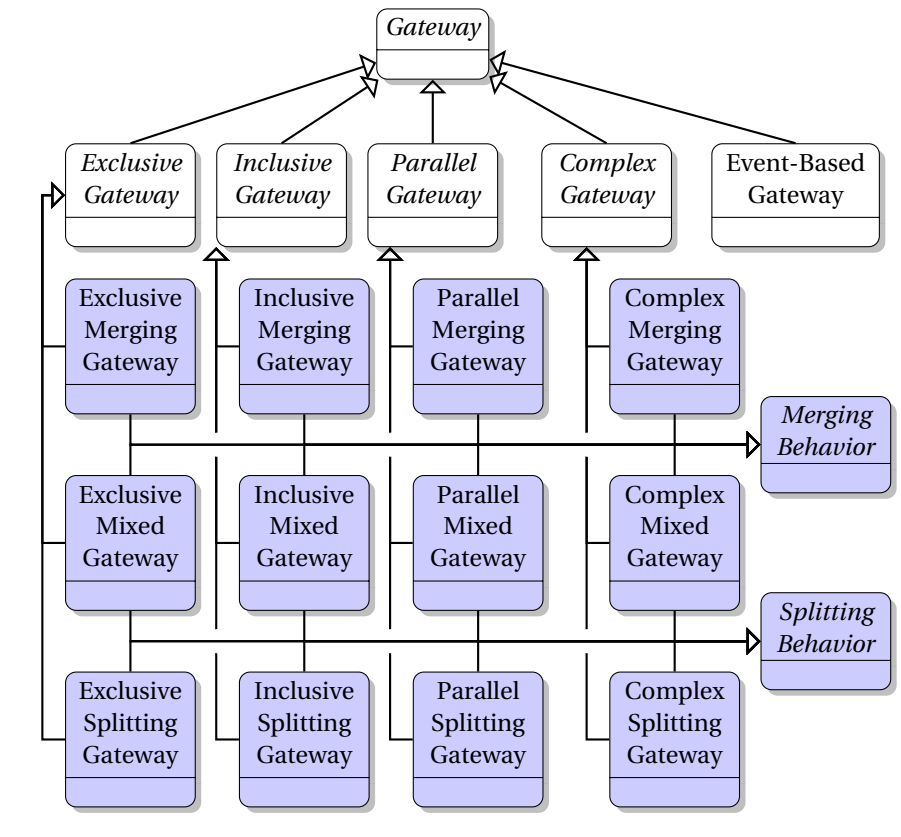 Gateway
Exclusive
Gateway
Inclusive
Gateway
Parallel
Gateway
Complex
Gateway
Event-Based
Gateway
Exclusive
Merging
Gateway
Inclusive
Merging
Gateway
Parallel
Merging
Gateway
Complex
Merging
Gateway
Merging
Behavior
Exclusive
Mixed
Gateway
Inclusive
Mixed
Gateway
Parallel
Mixed
Gateway
Complex
Mixed
Gateway
Splitting
Behavior
Exclusive
Splitting
Gateway
Inclusive
Splitting
Gateway
Parallel
Splitting
Gateway
Complex
Splitting
Gateway